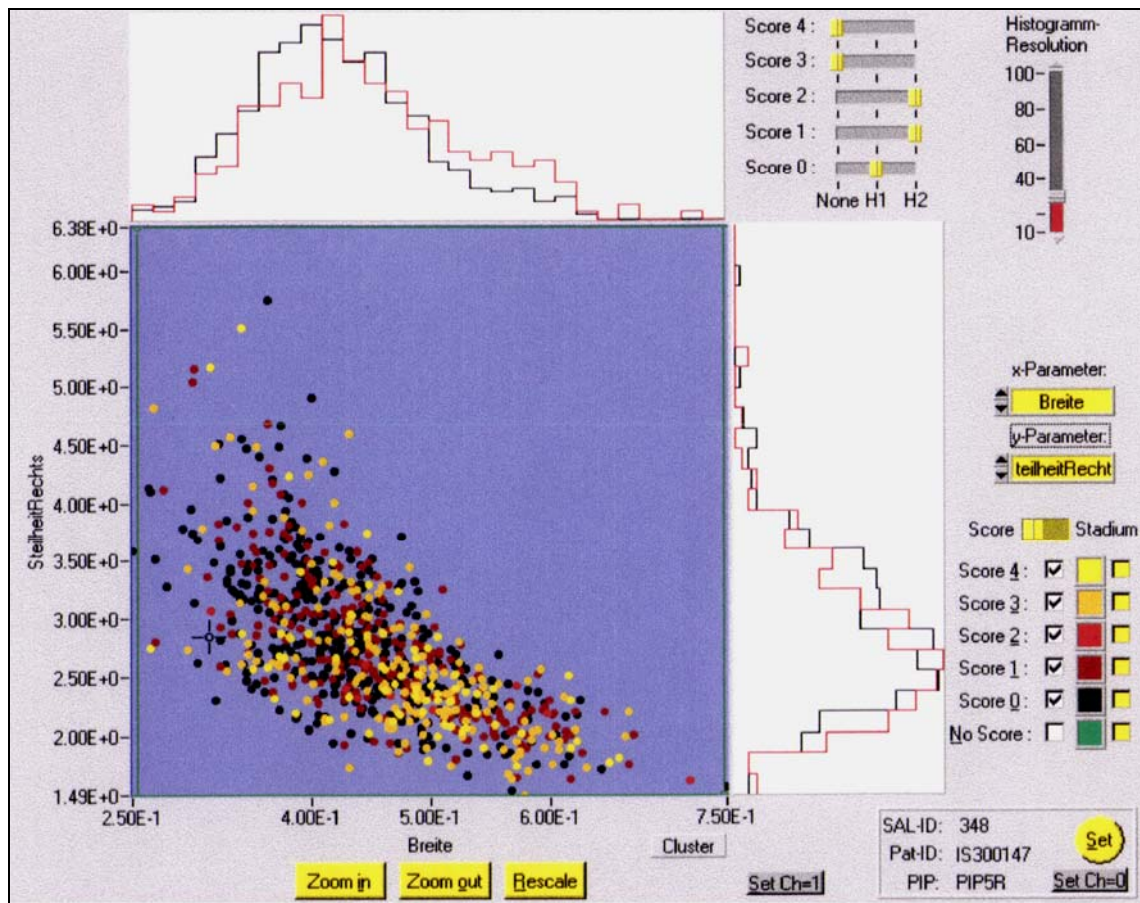 Score 4 :
Score 3 :
Score 2 :
Score 1 :
Score 0 :
None H1 H2
Histogramm-
Resolution
100-
80-
60-
40-
10-
6.38E+0
6.00E+0
5.50E+0
5.00E+0
4.50E+0
4.00E+0
3.50E+0
3.00E+0
2.50E+0
2.00E+0
1.49E+0
SteilheitRechts
2.50E-1
4.00E-1
5.00E-1
6.00E-1
7.50E-1
Breite
Cluster
Zoom in
Zoom out
Rescale
Set Ch=1
x-Parameter:
Breite
y-Parameter:
teilheitRecht
Score Stadium
Score 4 :
Score 3 :
Score 2 :
Score 1 :
Score 0 :
No Score :
SAL-ID: 348
Pat-ID: IS300147
PIP: PIP5R
Set
Set Ch=0